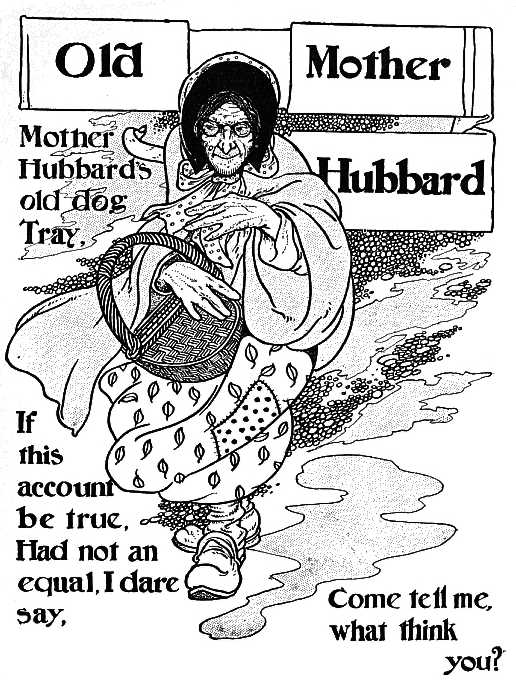 Old Mother
Hubbard
Mother
Hubbard's
old dog
Tray,
If
this
account
be true,
Had not an
equal, I dare
say,
Come tell me,
what think
you?